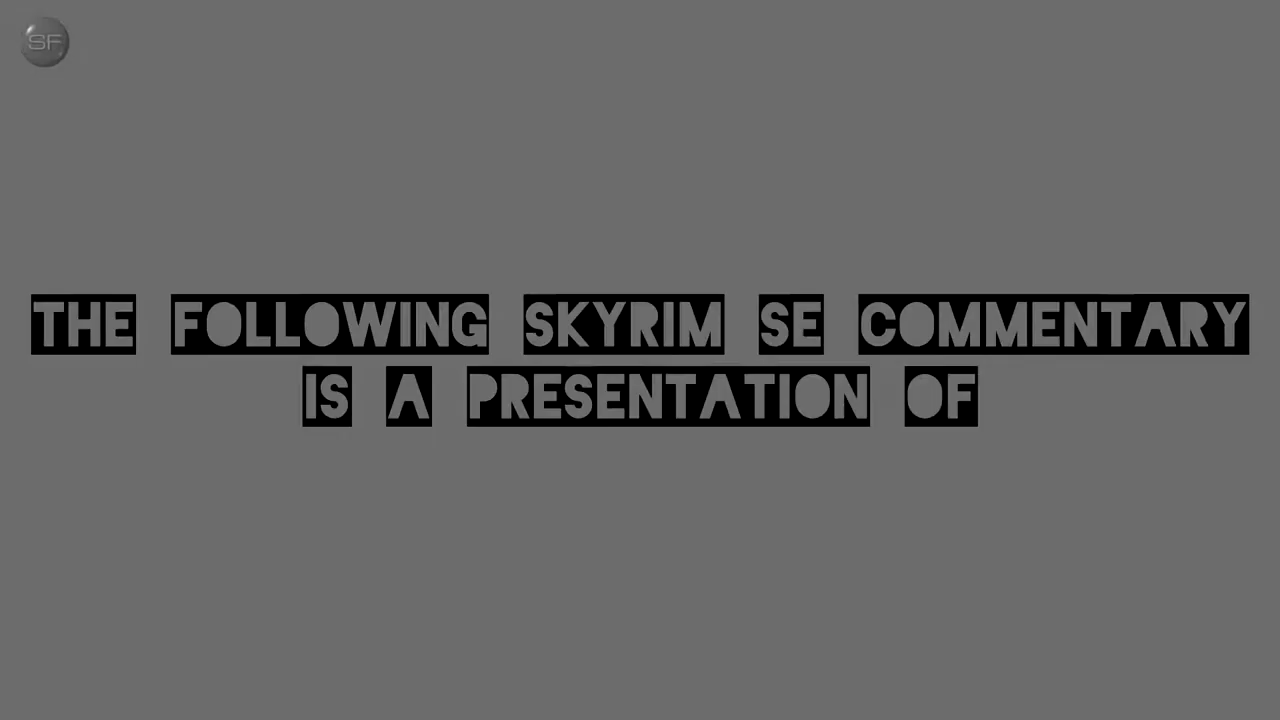 SF
THE FOLLOWING SKYRIM SE COMMENTARY
IS A PRESENTATION OF